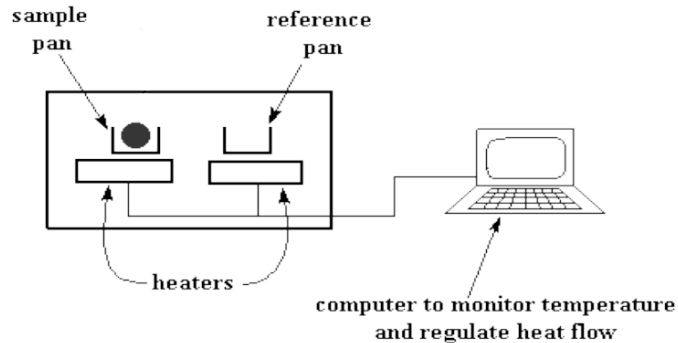 sample
pan
reference
pan
heaters
computer to monitor temperature
and regulate heat flow